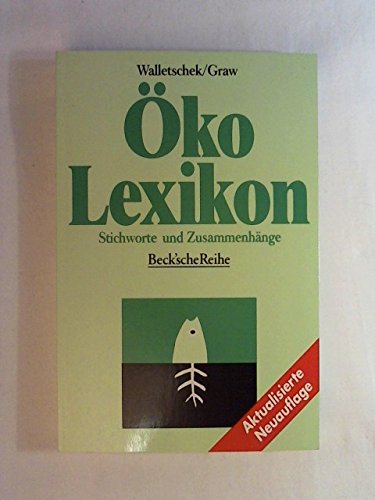 Walletschek/Graw
Öko
Lexikon
Stichworte und Zusammenhänge
Beck'scheReihe
Aktualisierte
Neuauflage